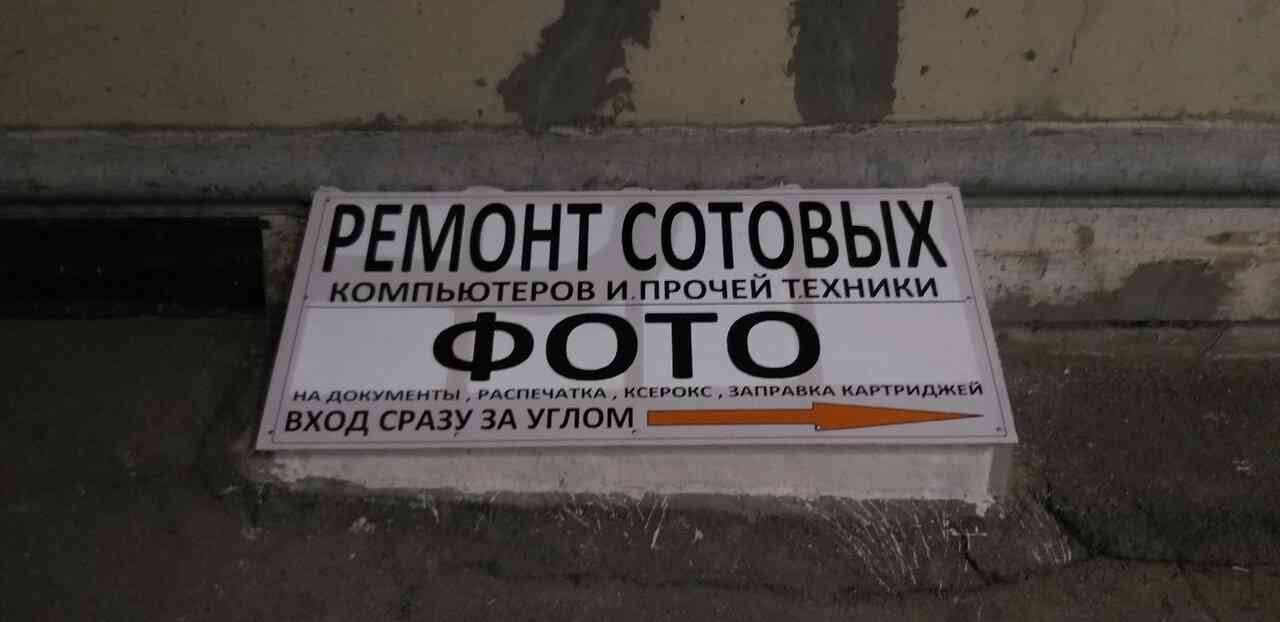 РЕМОНТ СОТОВЫХ
КОМПЬЮТЕРОВ И ПРОЧЕЙ ТЕХНИКИ
ФОТО
НА ДОКУМЕНТЫ , РАСПЕЧАТКА , КСЕРОКС , ЗАПРАВКА КАРТРИДЖЕЙ
ВХОД СРАЗУ ЗА УГЛОМ